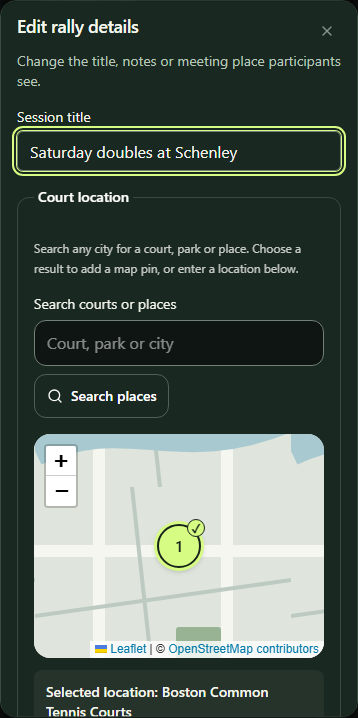 Edit rally details
Change the title, notes or meeting place participants
see.
Session title
Saturday doubles at Schenley
Court location
Search any city for a court, park or place. Choose a
result to add a map pin, or enter a location below.
Search courts or places
Court, park or city
Search places
+
−
1
Leaflet | © OpenStreetMap contributors
Selected location: Boston Common
Tennis Courts